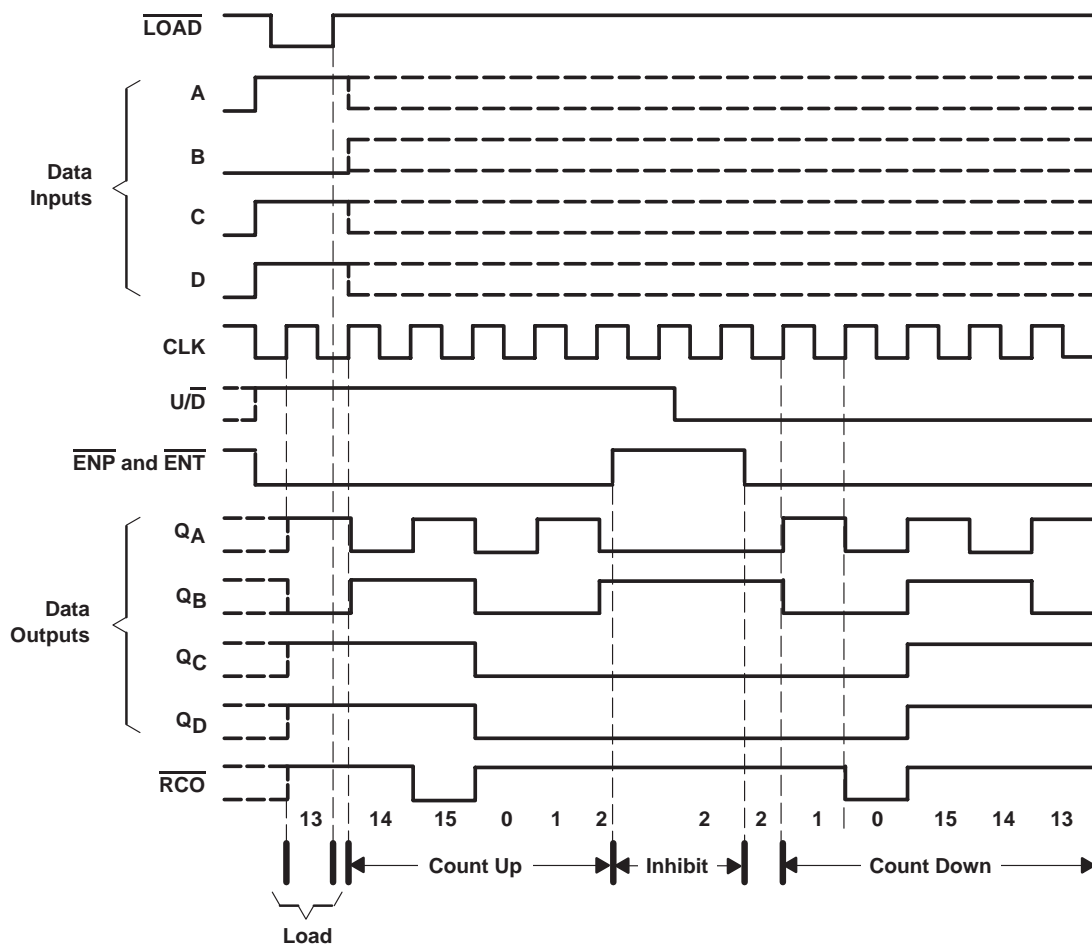 LOAD
A
B
Data
Inputs
C
D
CLK
U/D
ENP and ENT
QA
QB
Data
Outputs
QC
QD
RCO
13 14 15 0 1 2 2 2 1 0 15 14 13
Count Up Inhibit Count Down
Load